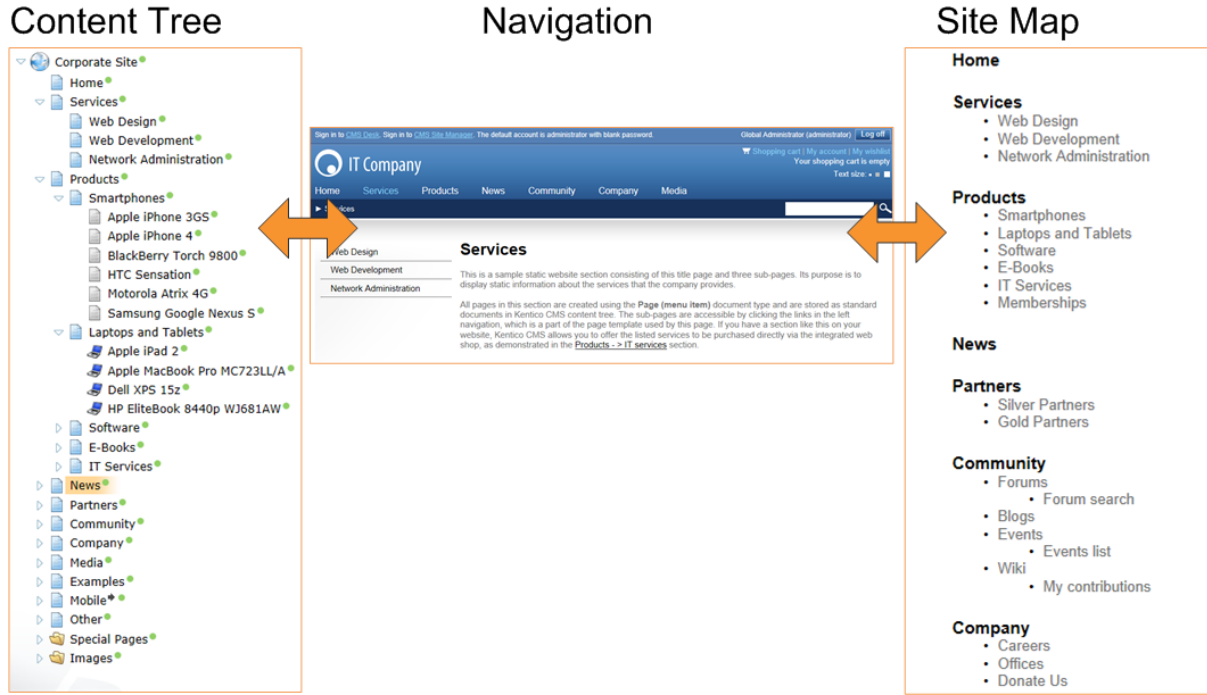 Content Tree
Corporate Site
Home
Services
Web Design
Web Development
Network Administration
Products
Smartphones
Apple iPhone 3GS
Apple iPhone 4
BlackBerry Torch 9800
HTC Sensation
Motorola Atrix 4G
Samsung Google Nexus S
Laptops and Tablets
Apple iPad 2
Apple MacBook Pro MC723LL/A
Dell XPS 15z
HP EliteBook 8440p WJ681AW
Software
E-Books
IT Services
News
Partners
Community
Company
Media
Examples
Mobile
Other
Special Pages
Images
Navigation
Sign in to CMS Desk. Sign in to CMS Site Manager. The default account is administrator with blank password.
Global Administrator (administrator) Log off
Shopping cart | My account | My wishlist
Your shopping cart is empty
Text size:
IT Company
Home Services Products News Community Company Media
Web Design
Web Development
Network Administration
Services
This is a sample static website section consisting of this title page and three sub-pages. Its purpose is to
display static information about the services that the company provides.
All pages in this section are created using the Page (menu item) document type and are stored as standard
documents in Kentico CMS content tree. The sub-pages are accessible by clicking the links in the left
navigation, which is a part of the page template used by this page. If you have a section like this on your
website, Kentico CMS allows you to offer the listed services to be purchased directly via the integrated web
shop, as demonstrated in the Products - > IT services section.
Site Map
Home
Services
• Web Design
• Web Development
• Network Administration
Products
• Smartphones
• Laptops and Tablets
• Software
• E-Books
• IT Services
• Memberships
News
Partners
• Silver Partners
• Gold Partners
Community
• Forums
• Forum search
• Blogs
• Events
• Events list
• Wiki
• My contributions
Company
• Careers
• Offices
• Donate Us